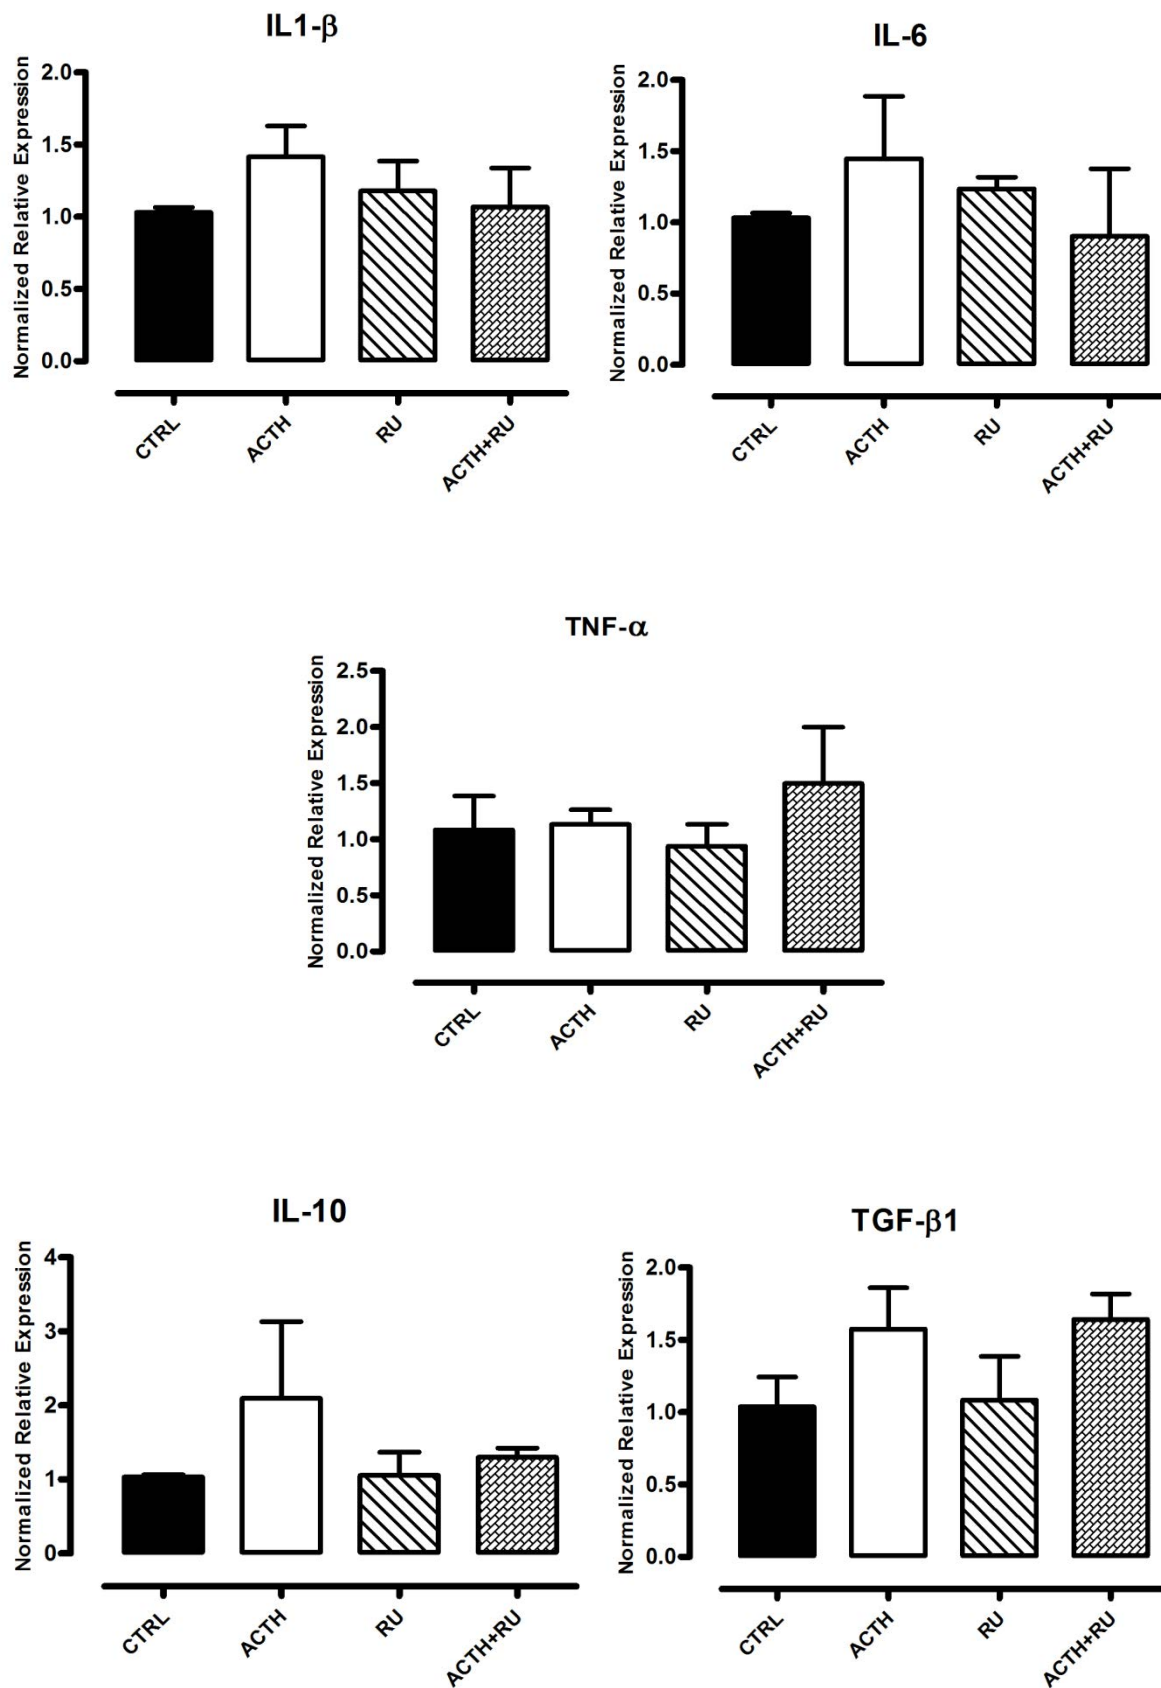 IL1-β
Normalized Relative Expression
2.0
1.5
1.0
0.5
0.0
CTRL
ACTH
RU
ACTH+RU
IL-6
Normalized Relative Expression
2.0
1.5
1.0
0.5
0.0
CTRL
ACTH
RU
ACTH+RU
TNF-α
Normalized Relative Expression
2.5
2.0
1.5
1.0
0.5
0.0
CTRL
ACTH
RU
ACTH+RU
IL-10
Normalized Relative Expression
4
3
2
1
0
CTRL
ACTH
RU
ACTH+RU
TGF-β1
Normalized Relative Expression
2.0
1.5
1.0
0.5
0.0
CTRL
ACTH
RU
ACTH+RU